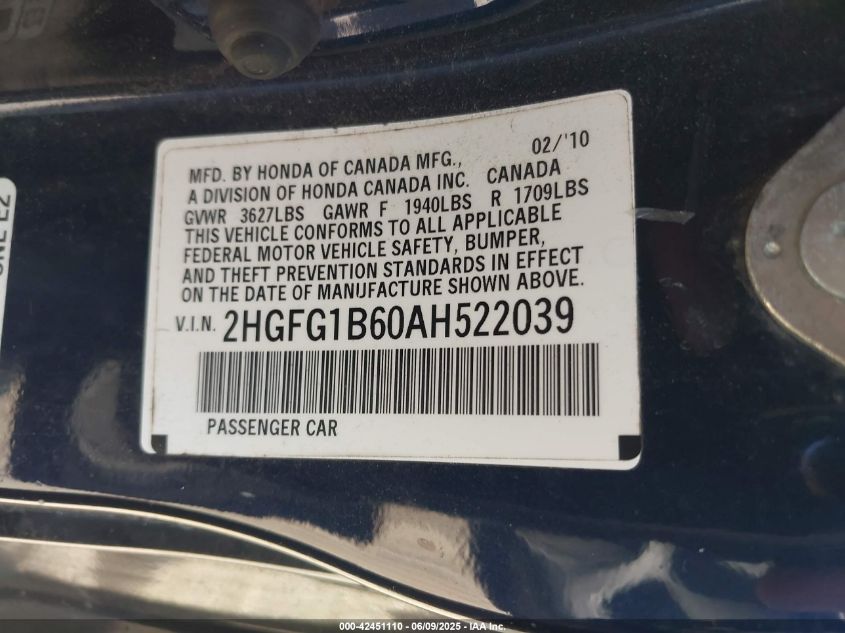 02/'10
MFD. BY HONDA OF CANADA MFG.,
A DIVISION OF HONDA CANADA INC. CANADA
GVWR 3627LBS GAWR F 1940LBS R 1709LBS
THIS VEHICLE CONFORMS TO ALL APPLICABLE
FEDERAL MOTOR VEHICLE SAFETY, BUMPER,
AND THEFT PREVENTION STANDARDS IN EFFECT
ON THE DATE OF MANUFACTURE SHOWN ABOVE.
V.I.N. 2HGFG1B60AH522039
PASSENGER CAR
000-42451110 - 06/09/2025 - IAA Inc.